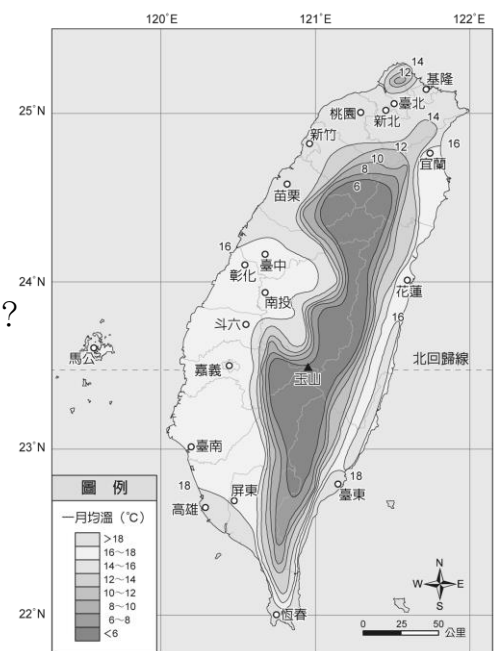 120°E
121°E
122°E
14
12
基隆
臺北
25°N
桃園
新北
14
新竹
12
16
10
宜蘭
8
6
苗栗
16
臺中
24°N
彰化
花蓮
南投
?
16
斗六
馬公
北回歸線
嘉義
玉山
23°N
臺南
圖 例
18
18
屏東
臺東
高雄
一月均溫(℃)
>18
16~18
14~16
12~14
10~12
8~10
6~8
<6
N
W
E
S
22°N
恆春
0 25 50
公里